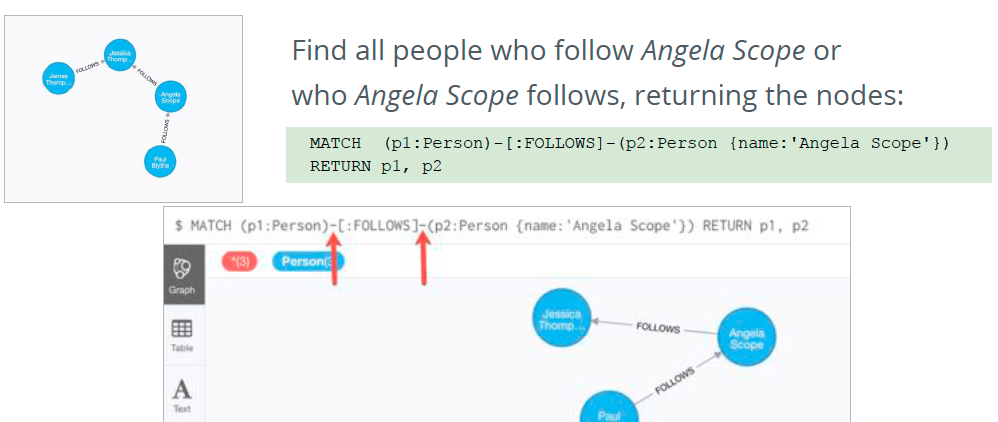 Jessica
Thomp...
James
Thomp...
FOLLOWS
FOLLOWS
Angela
Scope
FOLLOWS
Paul
Blythe
Find all people who follow Angela Scope or
who Angela Scope follows, returning the nodes:
MATCH  (p1:Person)-[:FOLLOWS]-(p2:Person {name:'Angela Scope'})
RETURN p1, p2
$ MATCH (p1:Person)-[:FOLLOWS]-(p2:Person {name:'Angela Scope'}) RETURN p1, p2
*(3)
Person(3
Graph
Table
A
Text
Jessica
Thomp...
FOLLOWS
Angela
Scope
FOLLOWS
Paul